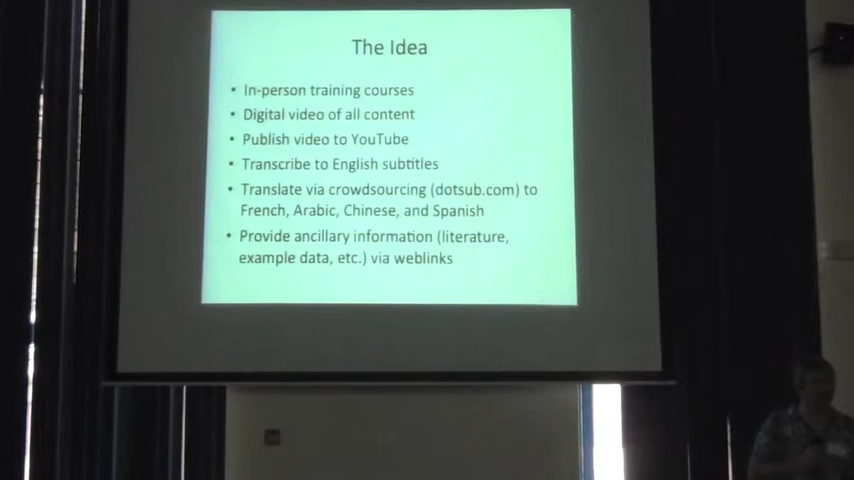 The Idea
• In-person training courses
• Digital video of all content
• Publish video to YouTube
• Transcribe to English subtitles
• Translate via crowdsourcing (dotsub.com) to
French, Arabic, Chinese, and Spanish
• Provide ancillary information (literature,
example data, etc.) via weblinks